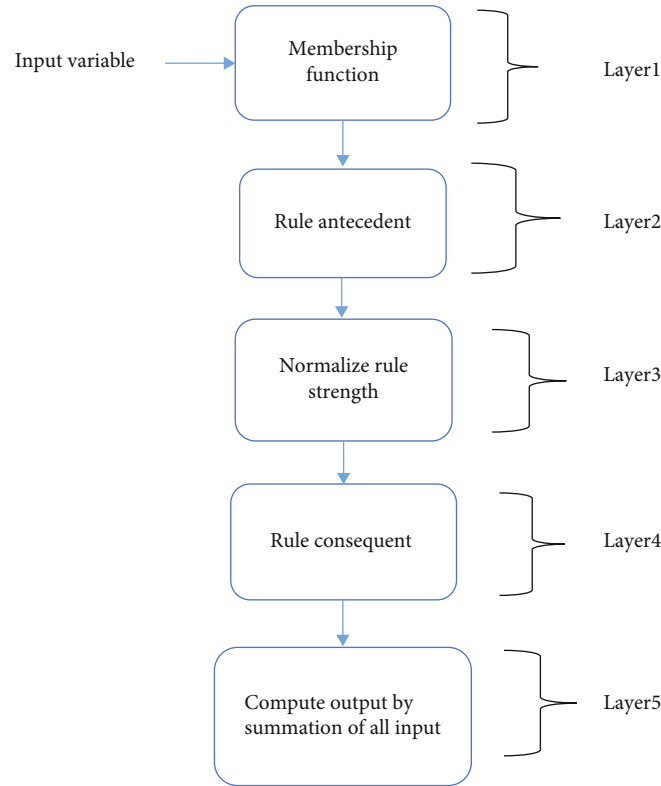 Input variable
Membership
function
Layer1
Rule antecedent
Layer2
Normalize rule
strength
Layer3
Rule consequent
Layer4
Compute output by
summation of all input
Layer5